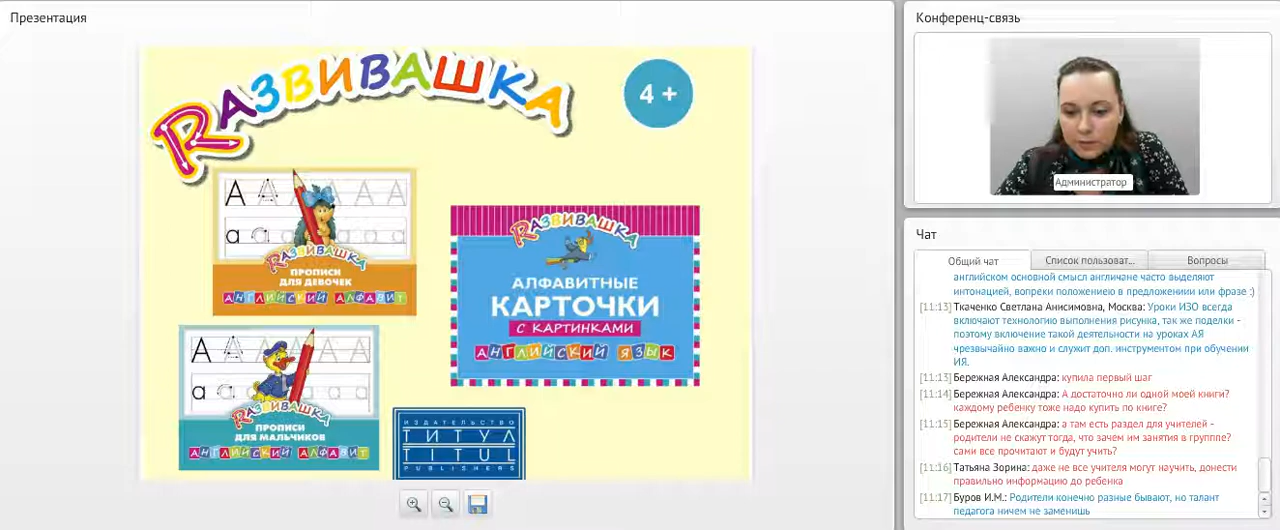 Презентация
RАЗВИВАШКА
4 +
А А А А А А
а а а а а а
RАЗВИВАШКА
ПРОПИСИ
ДЛЯ ДЕВОЧЕК
АНГЛИЙСКИЙ АЛФАВИТ
А А А А А А
а а а а а
RАЗВИВАШКА
ПРОПИСИ
ДЛЯ МАЛЬЧИКОВ
АНГЛИЙСКИЙ АЛФАВИТ
RАЗВИВАШКА
АЛФАВИТНЫЕ
КАРТОЧКИ
С КАРТИНКАМИ
АНГЛИЙСКИЙ ЯЗЫК
ИЗДАТЕЛЬСТВО
ТИТУЛ
TITUL
PUBLISHERS
Конференц-связь
Администратор
Чат
Общий чат
Список пользоват...
Вопросы
английском основной смысл англичане часто выделяют
интонацией, вопреки положению в предложениии или фразе :)
[11:13] Ткаченко Светлана Анисимовна, Москва: Уроки ИЗО всегда
включают технологию выполнения рисунка, так же поделки -
поэтому включение такой деятельности на уроках АЯ
чрезвычайно важно и служит доп. инструментом при обучении
ИЯ.
[11:13] Бережная Александра: купила первый шаг
[11:14] Бережная Александра: А достаточно ли одной моей книги?
каждому ребенку тоже надо купить по книге?
[11:15] Бережная Александра: а там есть раздел для учителей -
родители не скажут тогда, что зачем им занятия в групппе?
сами все прочитают и будут учить?
[11:16] Татьяна Зорина: даже не все учителя могут научить, донести
правильно информацию до ребенка
[11:17] Буров И.М.: Родители конечно разные бывают, но талант
педагога ничем не заменишь